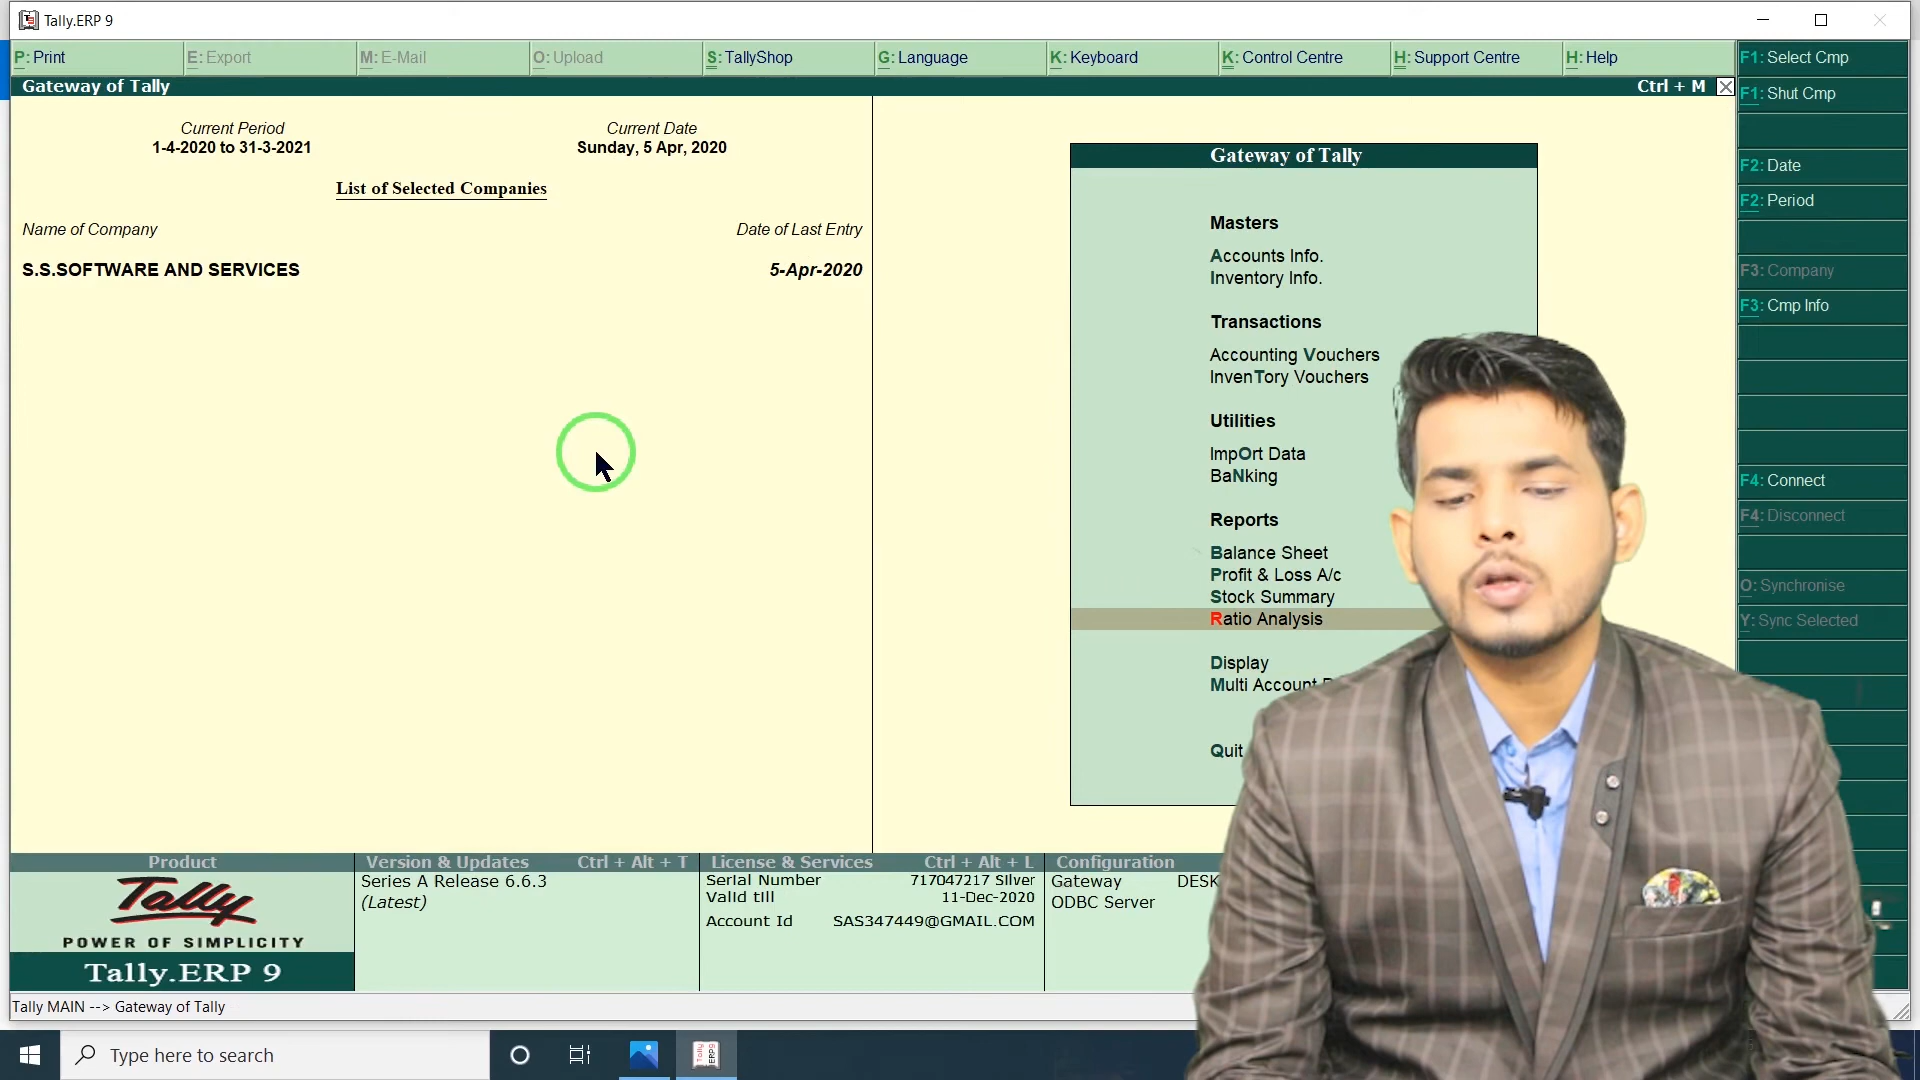 Tally.ERP 9
P: Print
E: Export
M: E-Mail
O: Upload
S: TallyShop
G: Language
K: Keyboard
K: Control Centre
H: Support Centre
H: Help
F1: Select Cmp
F1: Shut Cmp
F2: Date
F2: Period
F3: Company
F3: Cmp Info
F4: Connect
F4: Disconnect
O: Synchronise
Y: Sync Selected
Gateway of Tally
Ctrl + M
Current Period
1-4-2020 to 31-3-2021
Current Date
Sunday, 5 Apr, 2020
List of Selected Companies
Name of Company
Date of Last Entry
S.S.SOFTWARE AND SERVICES
5-Apr-2020
Gateway of Tally
Masters
Accounts Info.
Inventory Info.
Transactions
Accounting Vouchers
InvenTory Vouchers
Utilities
ImpOrt Data
BaNking
Reports
Balance Sheet
Profit & Loss A/c
Stock Summary
Ratio Analysis
Display
Multi Account
Quit
Product
Tally
POWER OF SIMPLICITY
Tally.ERP 9
Version & Updates
Ctrl + Alt + T
Series A Release 6.6.3
(Latest)
License & Services
Ctrl + Alt + L
Serial Number
717047217 Silver
Valid till
11-Dec-2020
Account Id
SAS347449@GMAIL.COM
Configuration
Gateway
DESK
ODBC Server
Tally MAIN --> Gateway of Tally
Type here to search